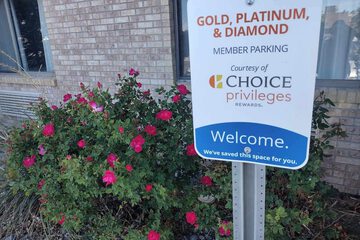 GOLD, PLATINUM,
& DIAMOND
MEMBER PARKING
Courtesy of
CHOICE
privileges
REWARDS.
Welcome.
We've saved this space for you.